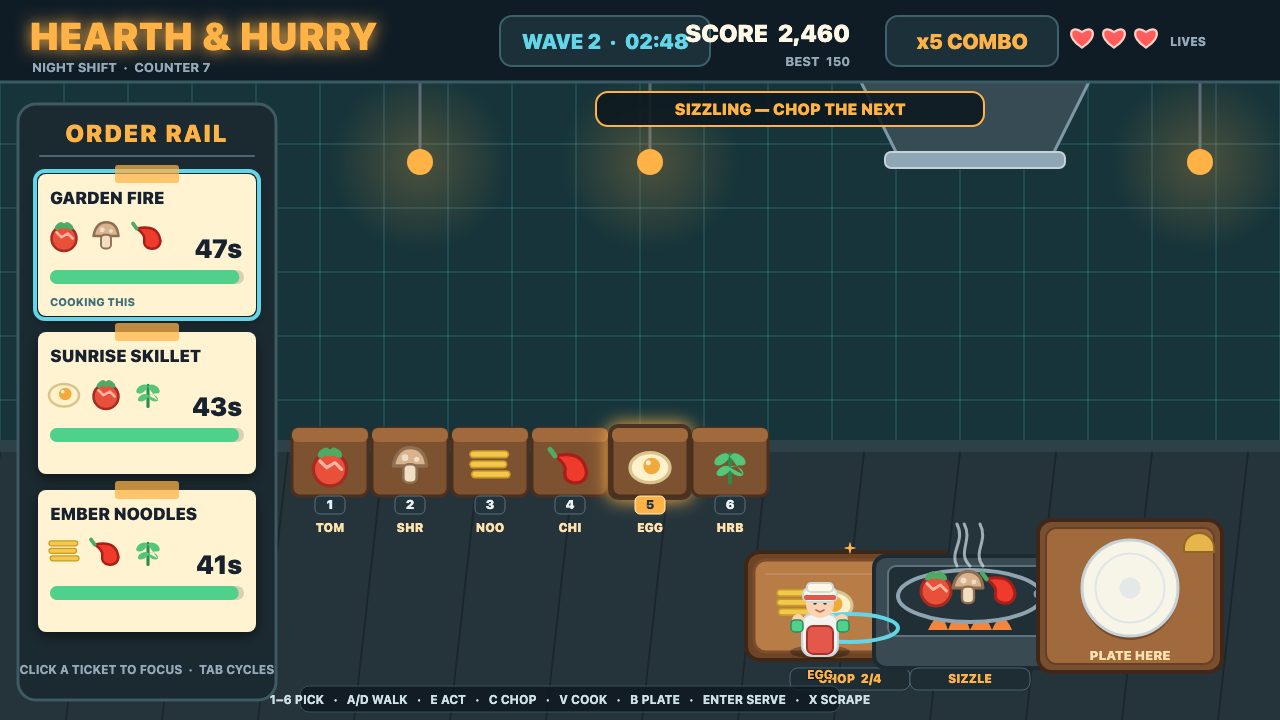 HEARTH & HURRY
NIGHT SHIFT · COUNTER 7
WAVE 2 · 02:48
SCORE 2,460
BEST 150
x5 COMBO
LIVES
SIZZLING — CHOP THE NEXT
ORDER RAIL
GARDEN FIRE
47s
COOKING THIS
SUNRISE SKILLET
43s
EMBER NOODLES
41s
CLICK A TICKET TO FOCUS · TAB CYCLES
1 2 3 4 5 6
TOM SHR NOO CHI EGG HRB
PLATE HERE
EGG
CHOP 2/4
SIZZLE
1–6 PICK · A/D WALK · E ACT · C CHOP · V COOK · B PLATE · ENTER SERVE · X SCRAPE